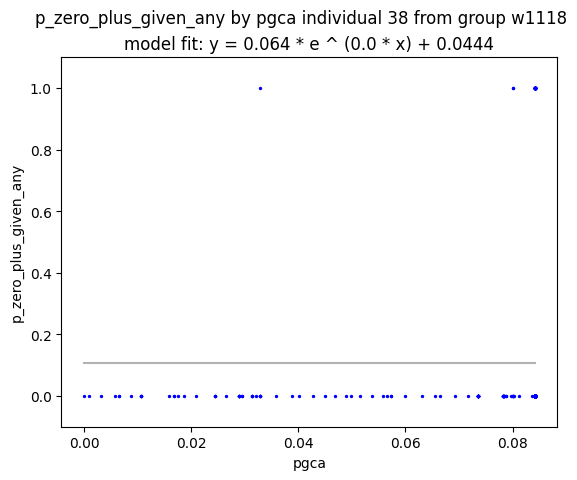 p_zero_plus_given_any by pgca individual 38 from group w1118
model fit: y = 0.064 * e ^ (0.0 * x) + 0.0444
1.0
0.8
0.6
0.4
0.2
0.0
p_zero_plus_given_any
0.00 0.02 0.04 0.06 0.08
pgca